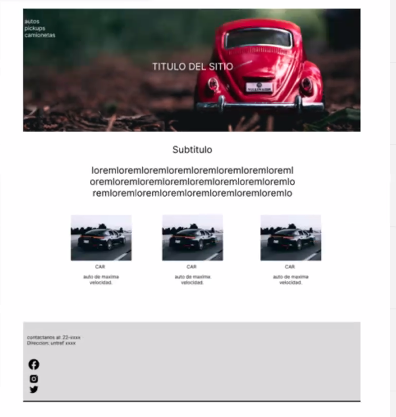 autos
pickups
camionetas
TITULO DEL SITIO
Subtitulo
loremloremloremloremloremloremloremloreml
oremloremloremloremloremloremloremloremlo
remloremloremloremloremloremloremloremlo
CAR
auto de maxima
velocidad.
CAR
auto de maxima
velocidad.
CAR
auto de maxima
velocidad.
contactanos al: 22-xxxx
Direccion: umtref xxxx